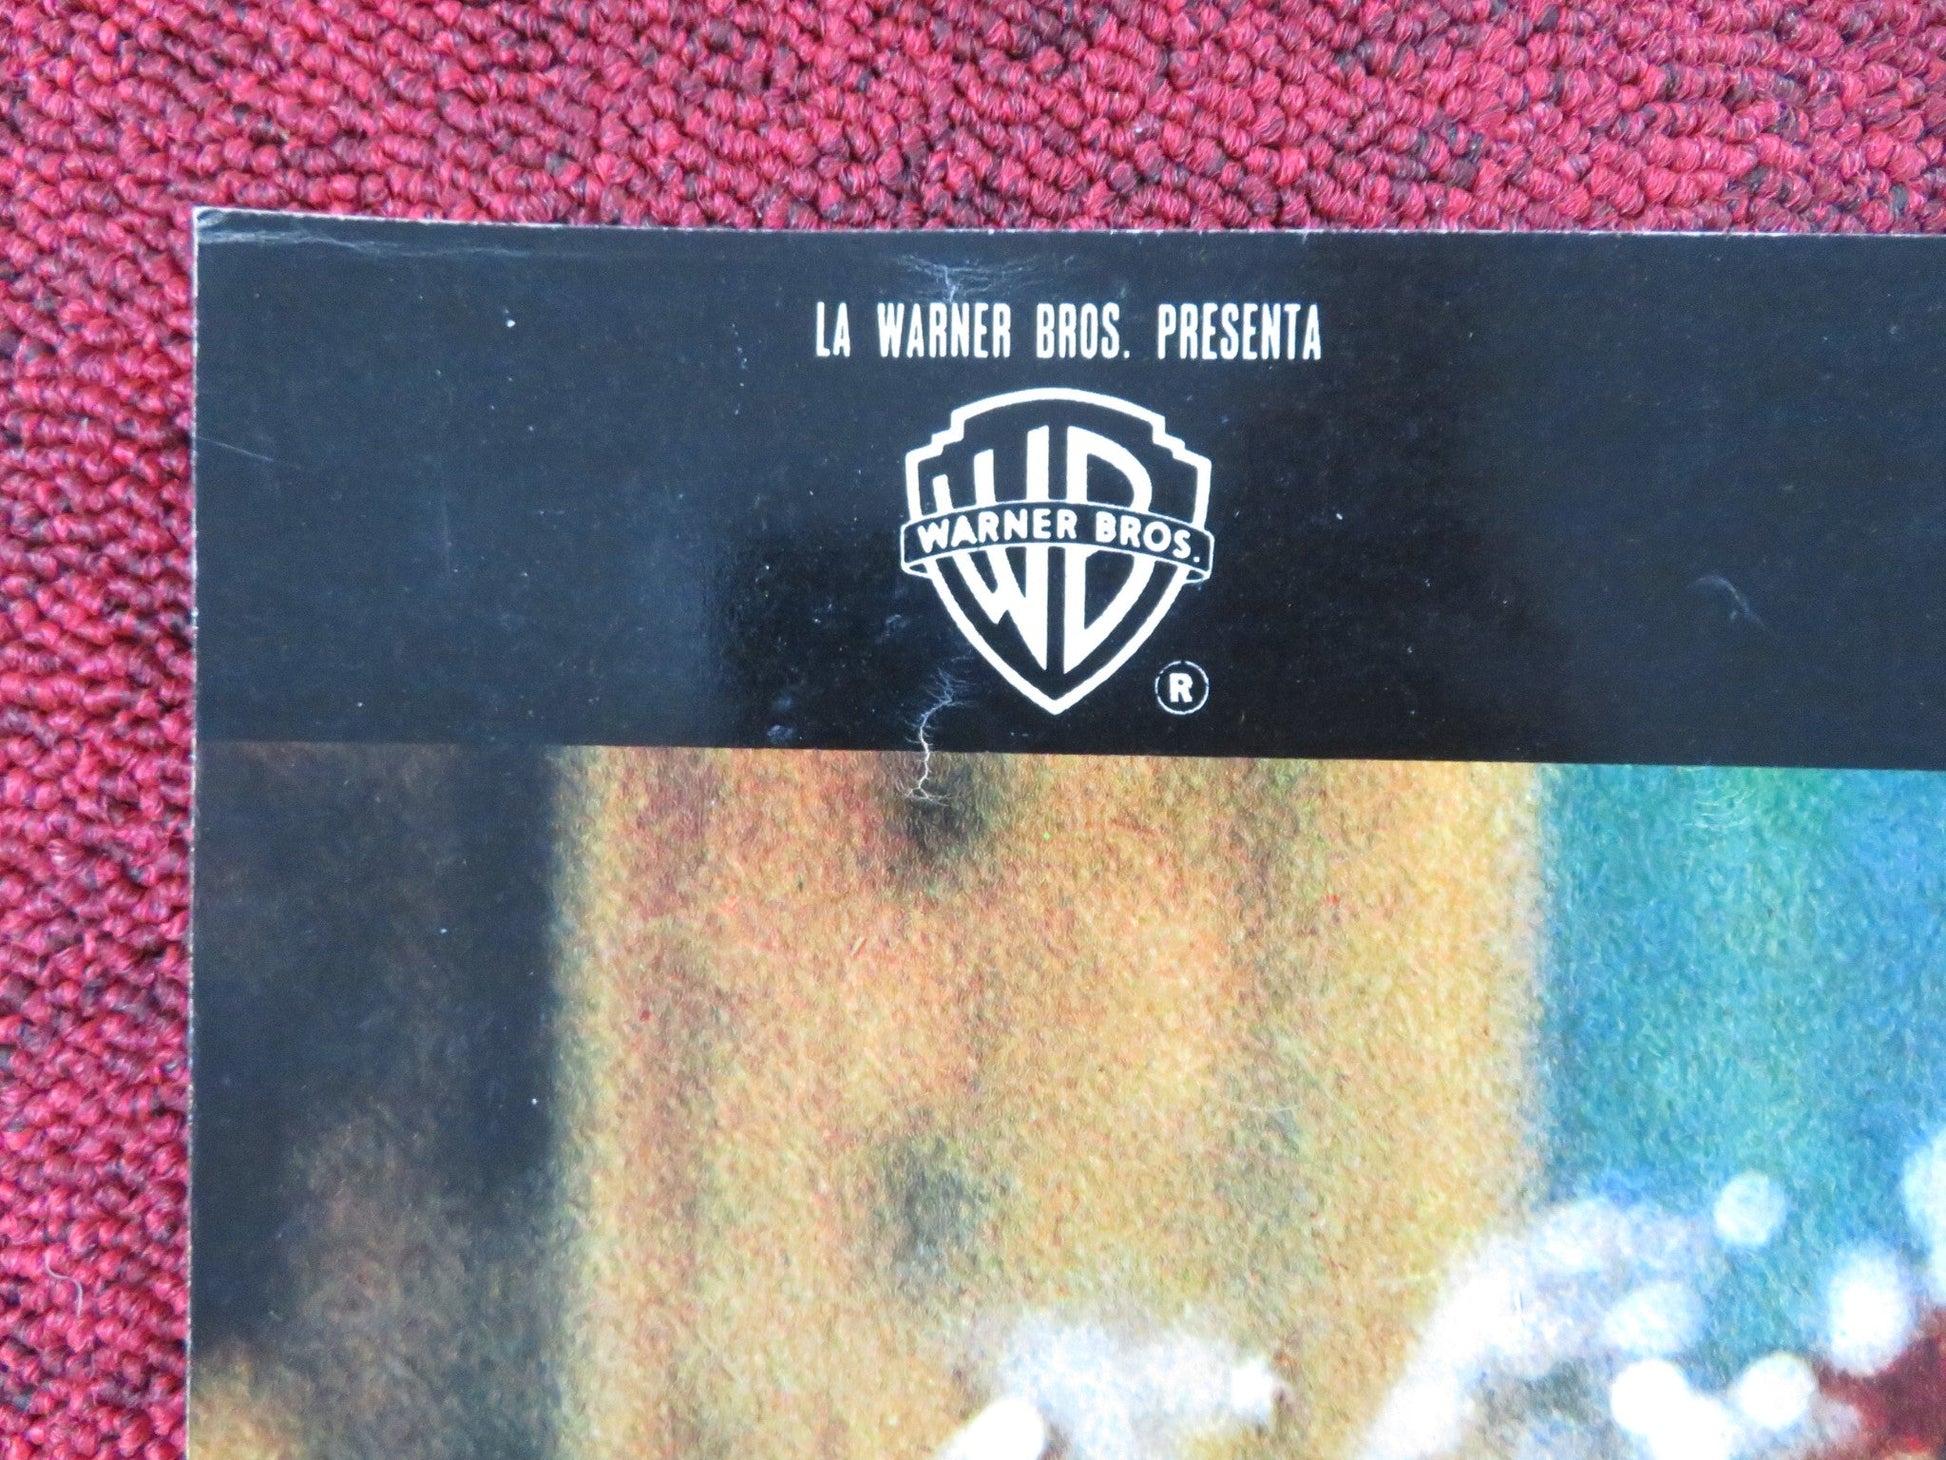 LA WARNER BROS. PRESENTA
WB
WARNER BROS.
®